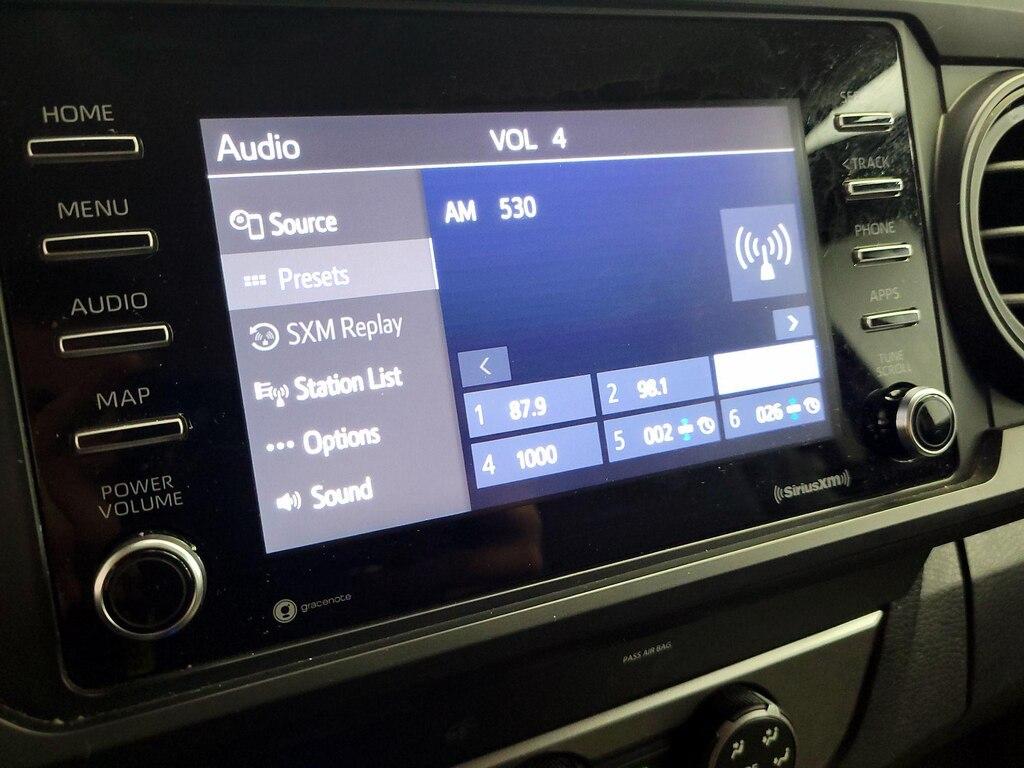 HOME
MENU
AUDIO
MAP
POWER
VOLUME
Audio
VOL 4
Source
Presets
SXM Replay
Station List
Options
Sound
AM 530
<
>
1 87.9
2 98.1
4 1000
5 002
6 026
<TRACK
PHONE
APPS
TUNE
SCROLL
((SiriusXM))
gracenote
PASS AIR BAG